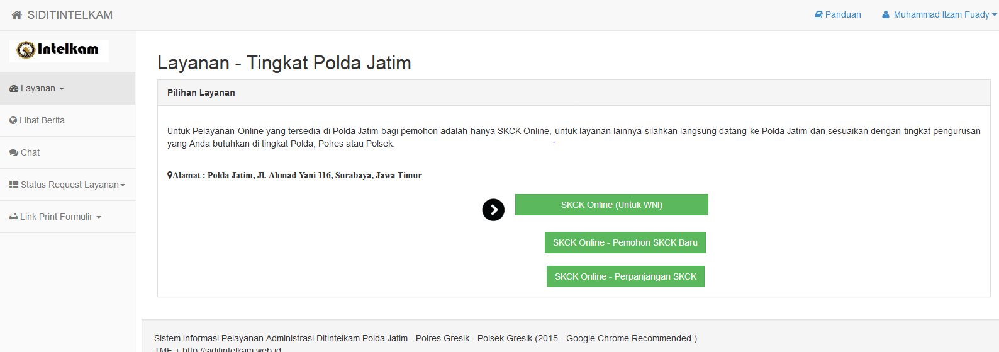 SIDITINTELKAM
Panduan
Muhammad Ilzam Fuady
Intelkam
Layanan
Lihat Berita
Chat
Status Request Layanan
Link Print Formulir
Layanan - Tingkat Polda Jatim
Pilihan Layanan
Untuk Pelayanan Online yang tersedia di Polda Jatim bagi pemohon adalah hanya SKCK Online, untuk layanan lainnya silahkan langsung datang ke Polda Jatim dan sesuaikan dengan tingkat pengurusan
yang Anda butuhkan di tingkat Polda, Polres atau Polsek.
Alamat : Polda Jatim, Jl. Ahmad Yani 116, Surabaya, Jawa Timur
SKCK Online (Untuk WNI)
SKCK Online - Pemohon SKCK Baru
SKCK Online - Perpanjangan SKCK
Sistem Informasi Pelayanan Administrasi Ditintelkam Polda Jatim - Polres Gresik - Polsek Gresik (2015 - Google Chrome Recommended )
TMF + http://siditintelkam.web.id